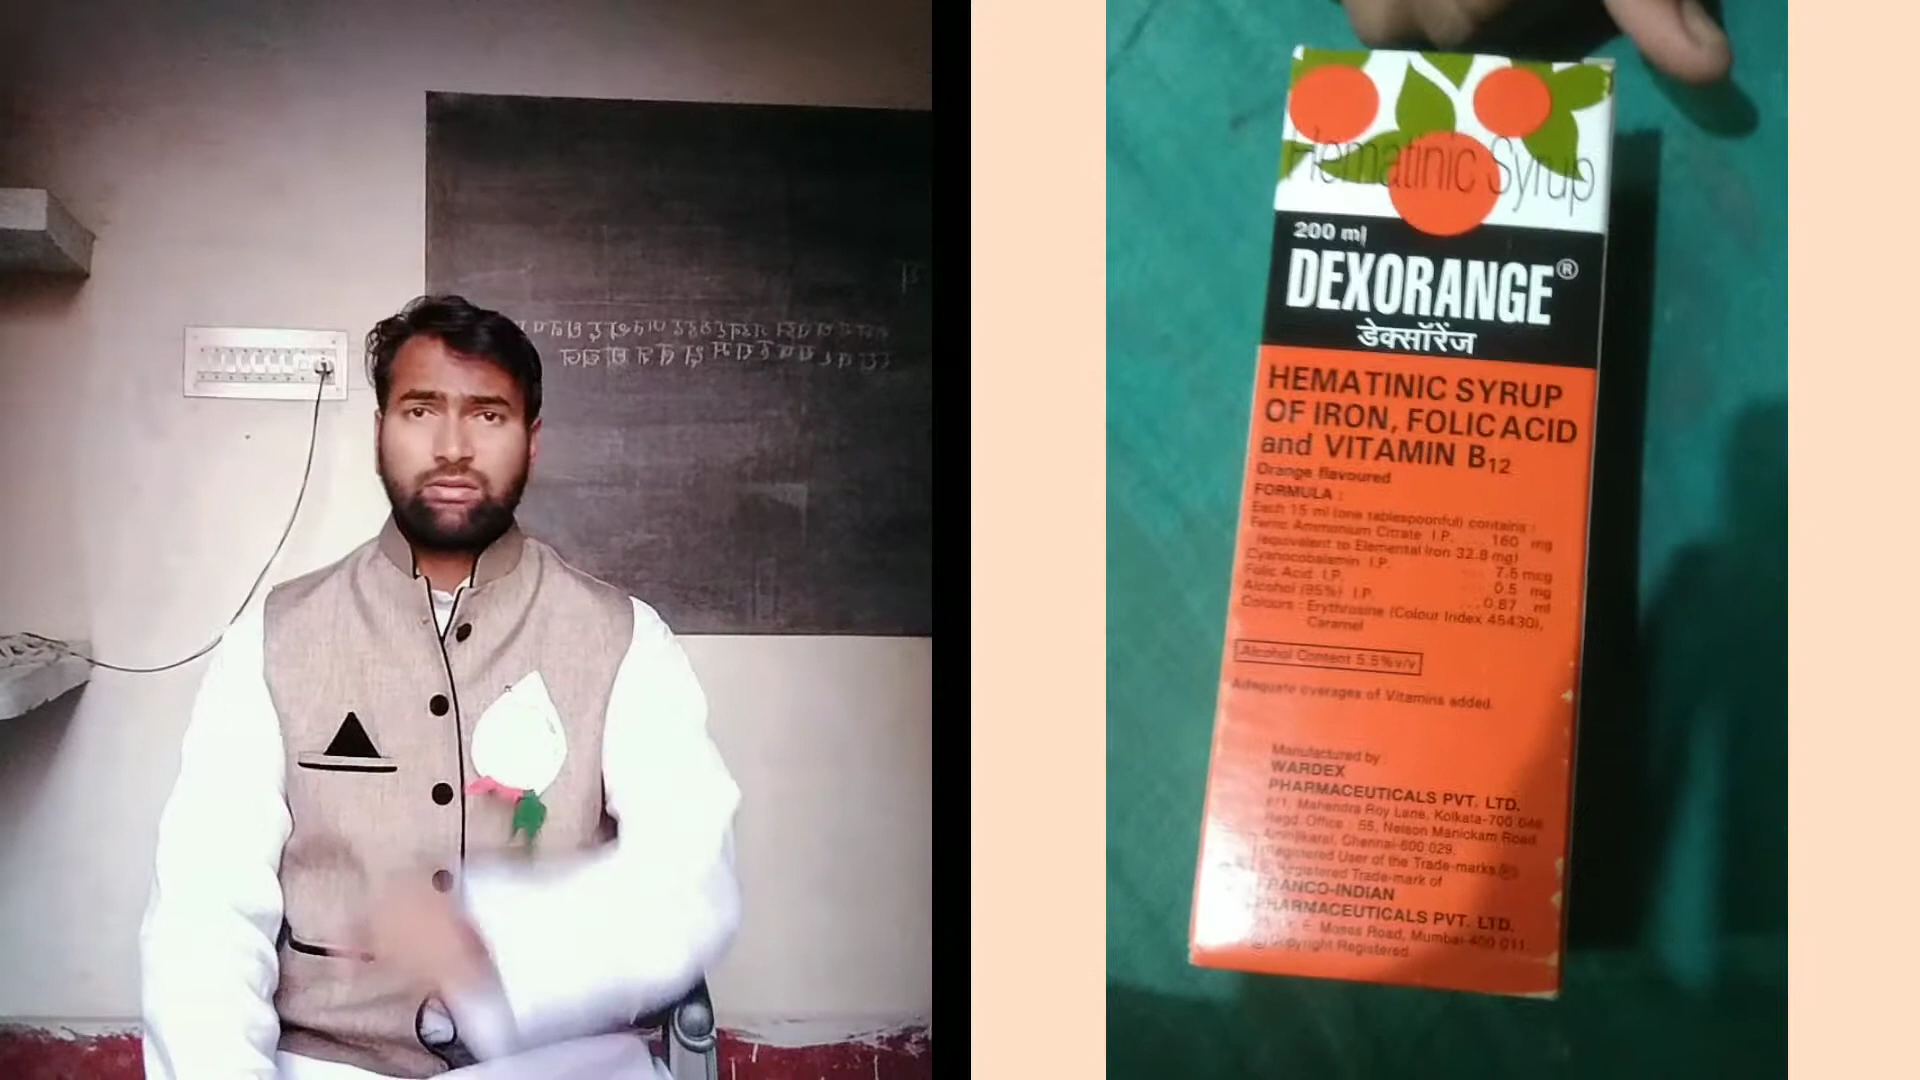 Hematinic Syrup
200 ml
DEXORANGE®
डेक्सॉरेंज
HEMATINIC SYRUP
OF IRON, FOLIC ACID
and VITAMIN B12
Orange flavoured
FORMULA :
Each 15 ml (one tablespoonful) contains :
Ferric Ammonium Citrate I.P. 160 mg
(equivalent to Elemental Iron 32.8 mg)
Cyanocobalamin I.P. 7.5 mcg
Folic Acid I.P. 0.5 mg
Alcohol (95%) I.P. 0.87 ml
Colours : Erythrosine (Colour Index 45430),
Caramel
Alcohol Content 5.5% v/v
Adequate overages of Vitamins added.
Manufactured by
WARDEX
PHARMACEUTICALS PVT. LTD.
Mahendra Roy Lane, Kolkata-700 046
Regd. Office : 55, Nelson Manickam Road
Aminjikarai, Chennai-600 029.
Registered User of the Trade-marks
Registered Trade-mark of
FRANCO-INDIAN
PHARMACEUTICALS PVT. LTD.
E. Moses Road, Mumbai-400 011
Copyright Registered.